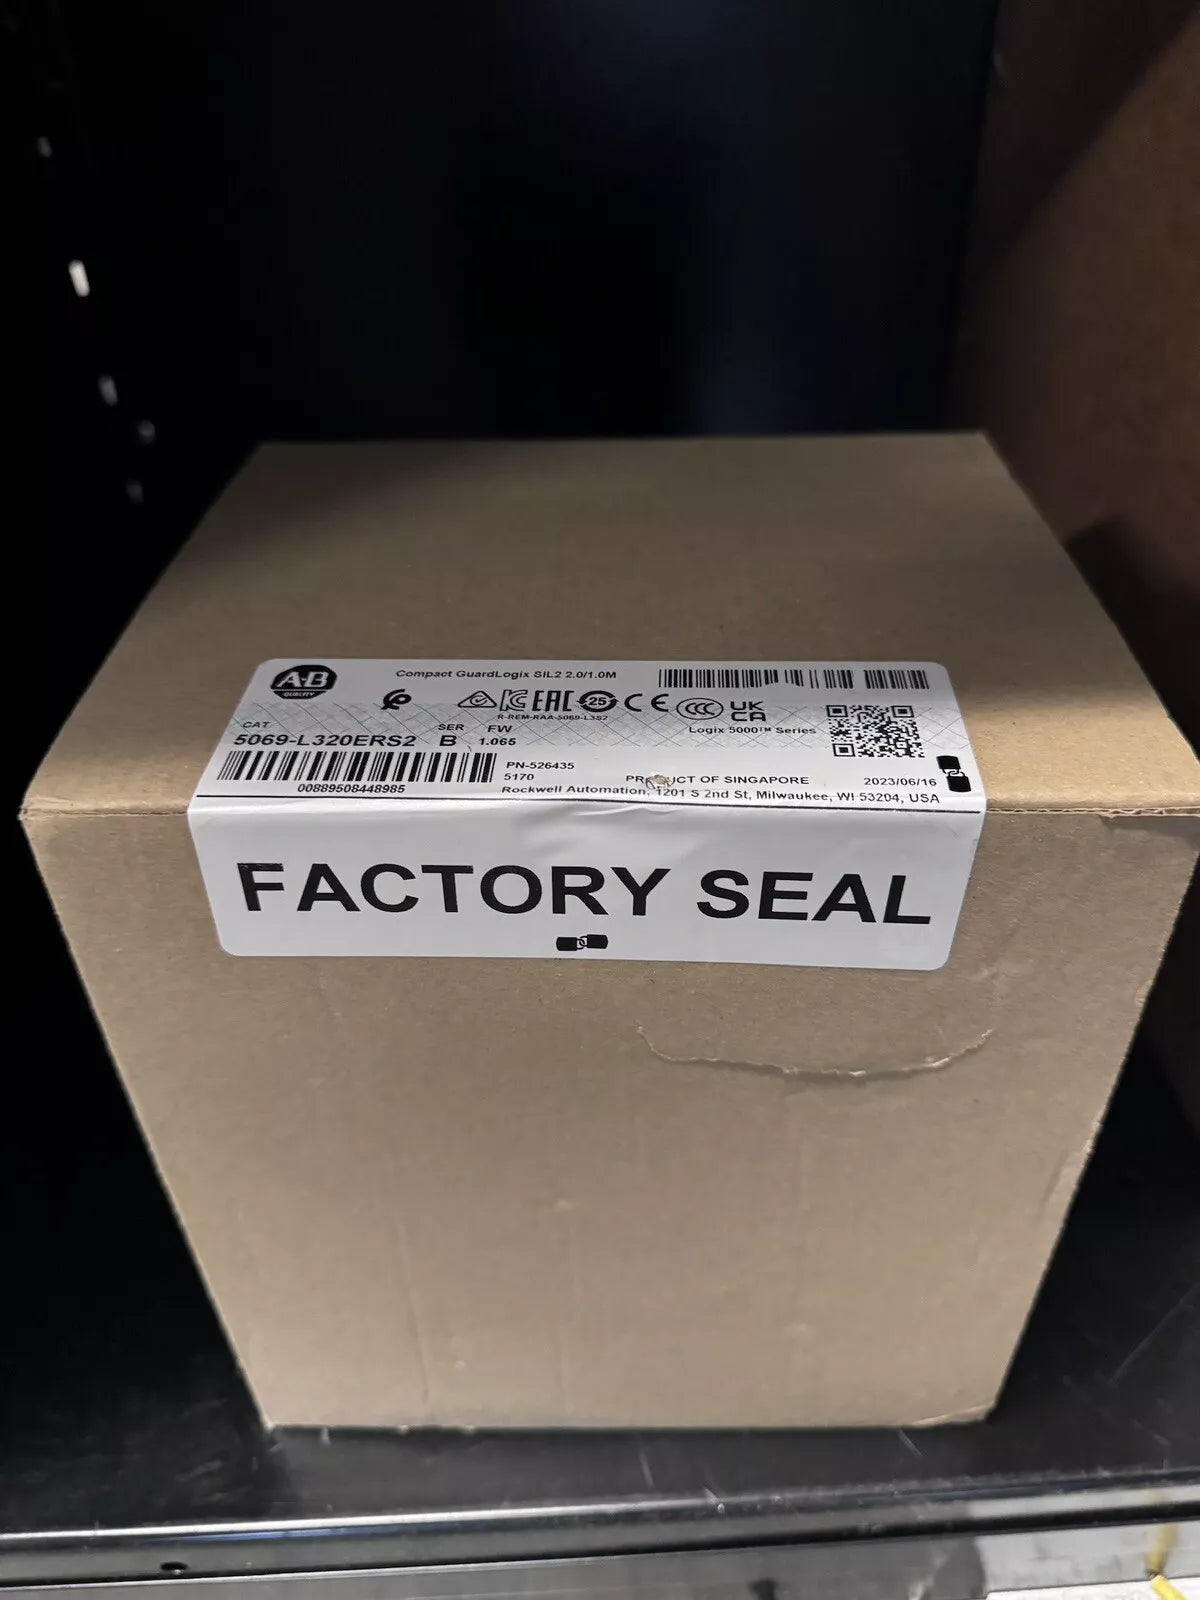 A-B
QUALITY
Compact GuardLogix SIL2 2.0/1.0M
EAC 25 CE CCC UK
CA
R-REM-RAA-5069-L3S2
CAT SER FW Logix 5000™ Series
5069-L320ERS2 B 1.065
PN-526435
5170 OF SINGAPORE 2023/06/16
00889508448985
Rockwell Automation, 1201 S 2nd St, Milwaukee, WI 53204, USA
FACTORY SEAL